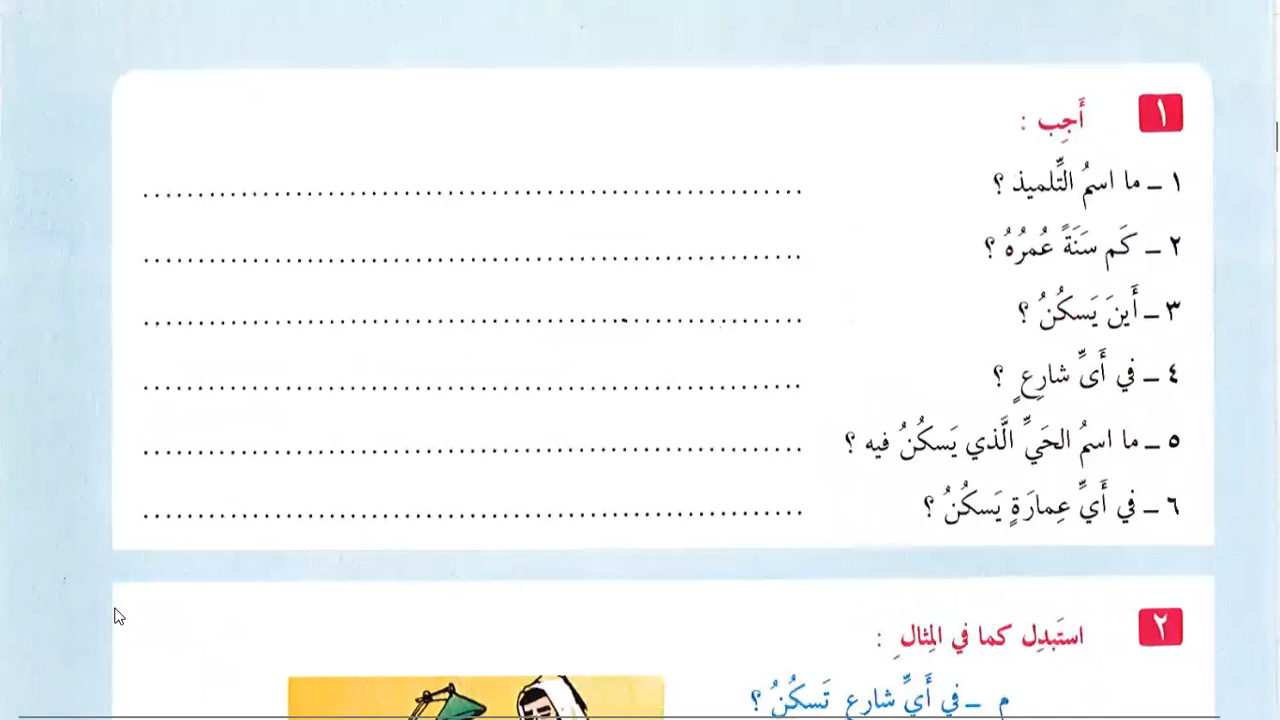 ١ أَجِب :
١ ـ ما اسمُ التِّلميذ ؟ ........................................
٢ ـ كَم سَنَةً عُمرُهُ ؟ ........................................
٣ ـ أَينَ يَسكُنُ ؟ ........................................
٤ ـ في أَىِّ شارِعٍ ؟ ........................................
٥ ـ ما اسمُ الحَيِّ الَّذي يَسكُنُ فيه ؟ ........................................
٦ ـ في أَيِّ عِمارَةٍ يَسكُنُ ؟ ........................................
٢ استَبدِل كما في المِثالِ :
م ـ في أَيِّ شارِعٍ تَسكُنُ ؟